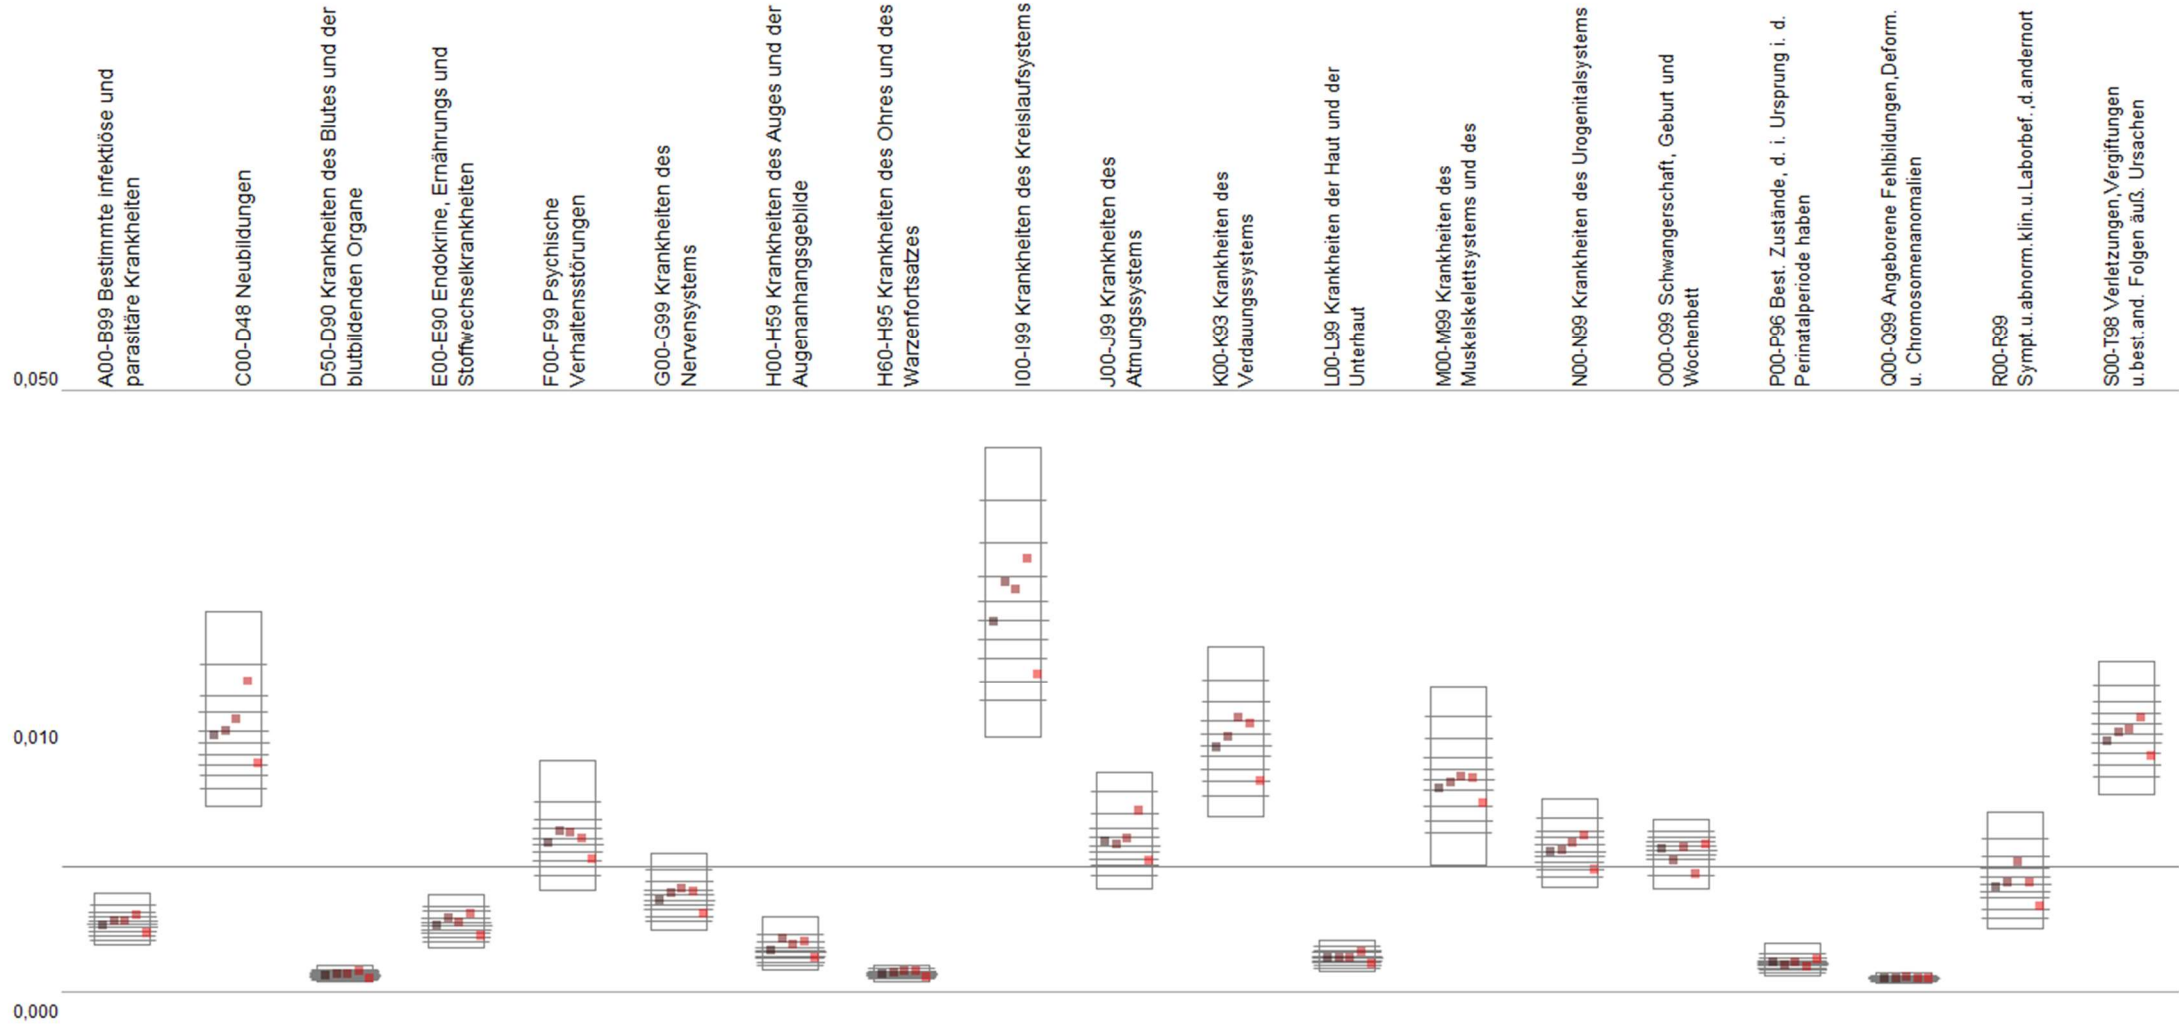 A00-B99 Bestimmte infektiöse und
parasitäre Krankheiten
C00-D48 Neubildungen
D50-D90 Krankheiten des Blutes und der
blutbildenden Organe
E00-E90 Endokrine, Ernährungs und
Stoffwechselkrankheiten
F00-F99 Psychische
Verhaltensstörungen
G00-G99 Krankheiten des
Nervensystems
H00-H59 Krankheiten des Auges und der
Augenanhangsgebilde
H60-H95 Krankheiten des Ohres und des
Warzenfortsatzes
I00-I99 Krankheiten des Kreislaufsystems
J00-J99 Krankheiten des
Atmungssystems
K00-K93 Krankheiten des
Verdauungssystems
L00-L99 Krankheiten der Haut und der
Unterhaut
M00-M99 Krankheiten des
Muskelskelettsystems und des
N00-N99 Krankheiten des Urogenitalsystems
O00-O99 Schwangerschaft, Geburt und
Wochenbett
P00-P96 Best. Zustände, d. i. Ursprung i. d.
Perinatalperiode haben
Q00-Q99 Angeborene Fehlbildungen,Deform.
u. Chromosomenanomalien
R00-R99
Sympt.u.abnorm.klin.u.Laborbef.,d.andernort
S00-T98 Verletzungen,Vergiftungen
u.best.and. Folgen äuß. Ursachen
0,050
0,010
0,000